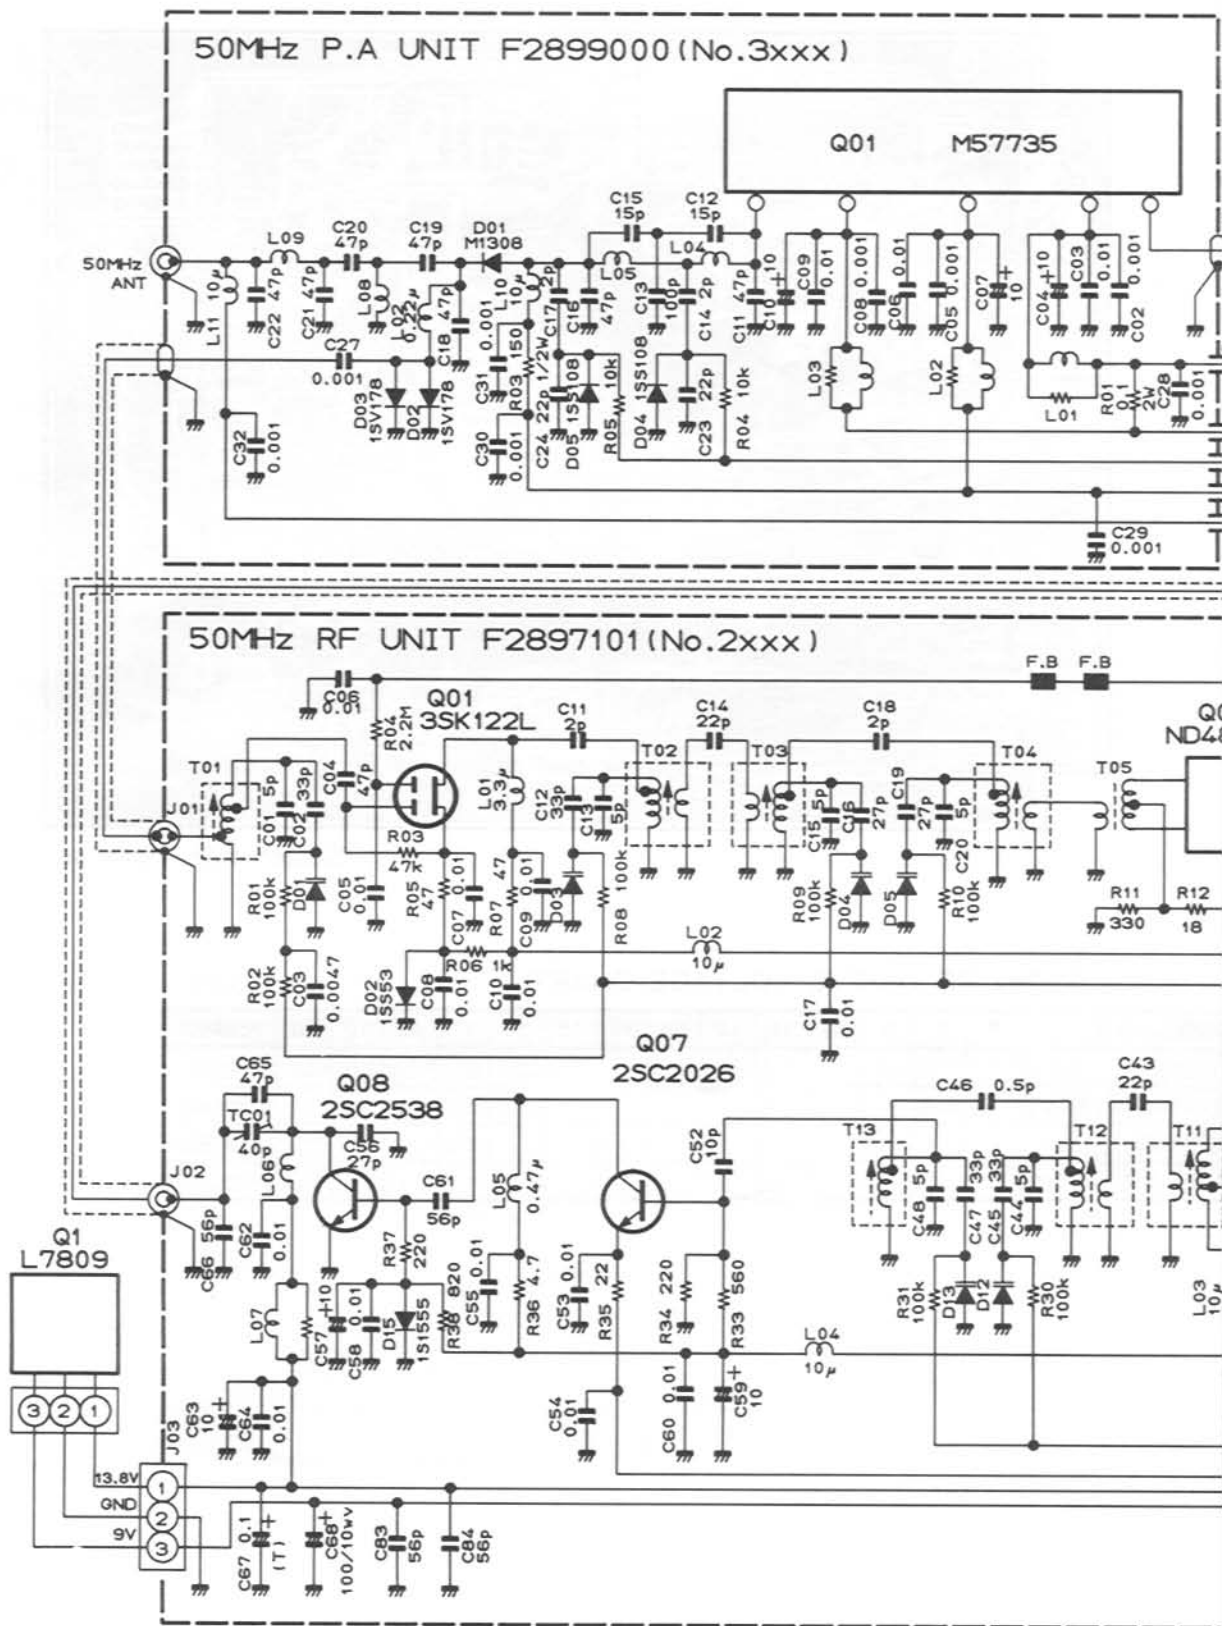 50MHz P.A UNIT F2899000(No.3xxx)
Q01 M57735
C15
15p
C12
15p
C20
47p
C19
47p
D01
M1308
L09
L04
L05
50MHz
ANT
L11 10μ
C22 47p
C21 47p
L08
L02 0.22μ
C18 47p
L10 10μ
C17 2p
C16 47p
C13 100p
C14 2p
C11 47p
C10 10
C09 0.01
C08 0.001
C06 0.01
C05 0.001
C07 10
C04 10
C03 0.01
C02 0.001
C27
0.001
D03 1SV178
D02 1SV178
C31 0.001
R03 150 1/2W
C24 22p
D05 1SS108
R05 10k
D04 1SS108
C23 22p
R04 10k
L03
L02
L01
R01 1.1 2W
C28 0.001
C32 0.001
C30 0.001
C29
0.001
50MHz RF UNIT F2897101(No.2xxx)
F.B F.B
C06
0.01
R04 2.2M
Q01
3SK122L
C11
2p
C14
22p
C18
2p
ND48
T01
T02
T03
T04
T05
J01
C01 5p
C02 33p
C04 47p
L01 3.3μ
C12 33p
C13 5p
C15 5p
C16 27p
C19 27p
C20 5p
R03
47k
R01 100k
D01
C05 0.01
R05 47
C07 0.01
R07 47
C09 0.01
D03
R08 100k
R09 100k
D04
D05
R10 100k
R11
330
R12
18
L02
10μ
R06 1k
R02 100k
C03 0.0047
D02 1SS53
C08 0.01
C10 0.01
C17 0.01
C65
47p
TC01
40p
Q08
2SC2538
Q07
2SC2026
C56
27p
C52 10p
C46 0.5p
C43
22p
T13
T12
T11
J02
L06
L05 0.47μ
C61
56p
C48 5p
C47 33p
C45 33p
C44 5p
Q1
L7809
C66 56p
C62 0.01
R37 220
C55 0.01
R36 4.7
C53 0.01
R35 22
R34 220
R33 560
R31 100k
D13
D12
R30 100k
L03 10μ
L07
C57 10
C58 0.01
D15 1S1555
R38 820
L04
10μ
3 2 1
C63 10
C64 0.01
C54 0.01
C60 0.01
C59 10
J03
13.8V 1
GND 2
9V 3
C67 0.1 (T)
C68 100/10wv
C83 56p
C84 56p